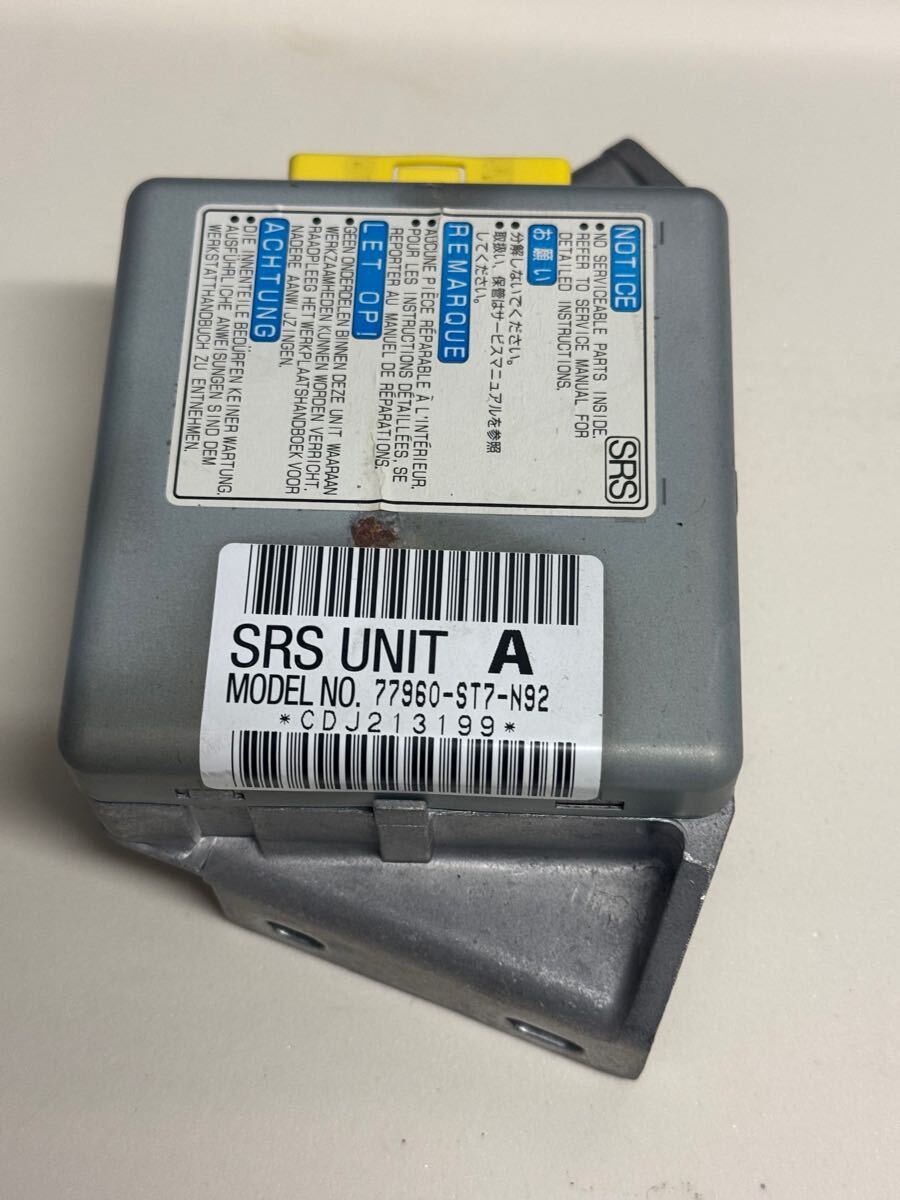 NOTICE
• NO SERVICEABLE PARTS INSIDE.
• REFER TO SERVICE MANUAL FOR
DETAILED INSTRUCTIONS.
SRS
お願い
• 分解しないでください。
• 取扱い、保管はサービスマニュアルを参照
してください。
REMARQUE
• AUCUNE PIÈCE RÉPARABLE À L'INTÉRIEUR.
• POUR LES INSTRUCTIONS DÉTAILLÉES, SE
REPORTER AU MANUEL DE RÉPARATIONS.
LET OP!
• GEEN ONDERDELEN BINNEN DEZE UNIT WAARAAN
WERKZAAMHEDEN KUNNEN WORDEN VERRICHT.
• RAADPLEEG HET WERKPLAATSHANDBOEK VOOR
NADERE AANWIJZINGEN.
ACHTUNG
• DIE INNENTEILE BEDÜRFEN KEINER WARTUNG.
• AUSFÜHRLICHE ANWEISUNGEN SIND DEM
WERKSTATTHANDBUCH ZU ENTNEHMEN.
SRS UNIT A
MODEL NO. 77960-ST7-N92
*CDJ213199*